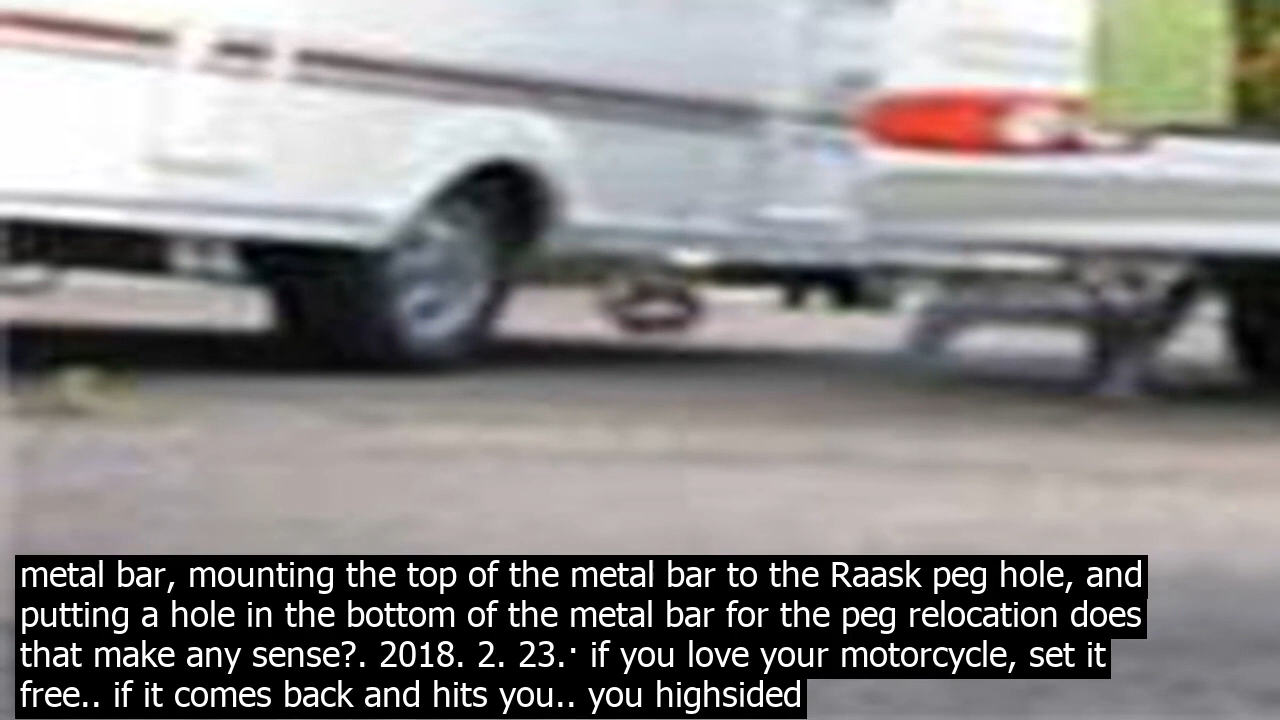 metal bar, mounting the top of the metal bar to the Raask peg hole, and
putting a hole in the bottom of the metal bar for the peg relocation does
that make any sense?. 2018. 2. 23.· if you love your motorcycle, set it
free.. if it comes back and hits you.. you highsided